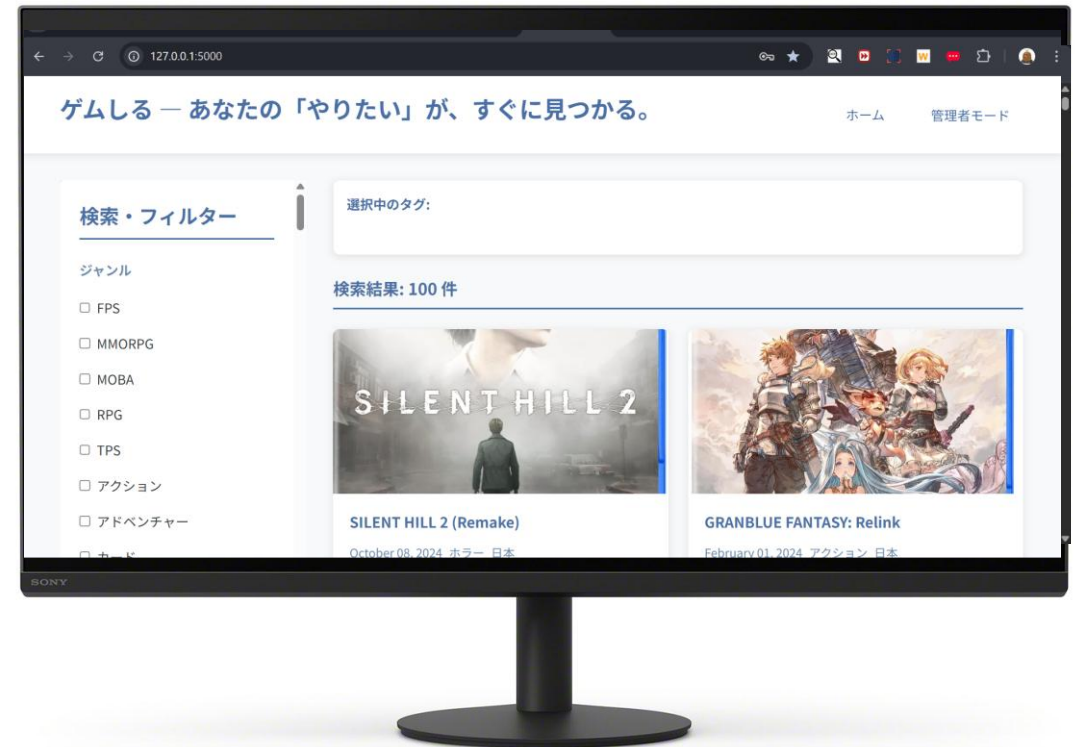 127.0.0.1:5000
ゲムしる — あなたの「やりたい」が、すぐに見つかる。
ホーム
管理者モード
検索・フィルター
ジャンル
FPS
MMORPG
MOBA
RPG
TPS
アクション
アドベンチャー
カード
選択中のタグ:
検索結果: 100 件
SILENT HILL 2
SILENT HILL 2 (Remake)
October 08, 2024 ホラー 日本
GRANBLUE FANTASY: Relink
February 01, 2024 アクション 日本
SONY